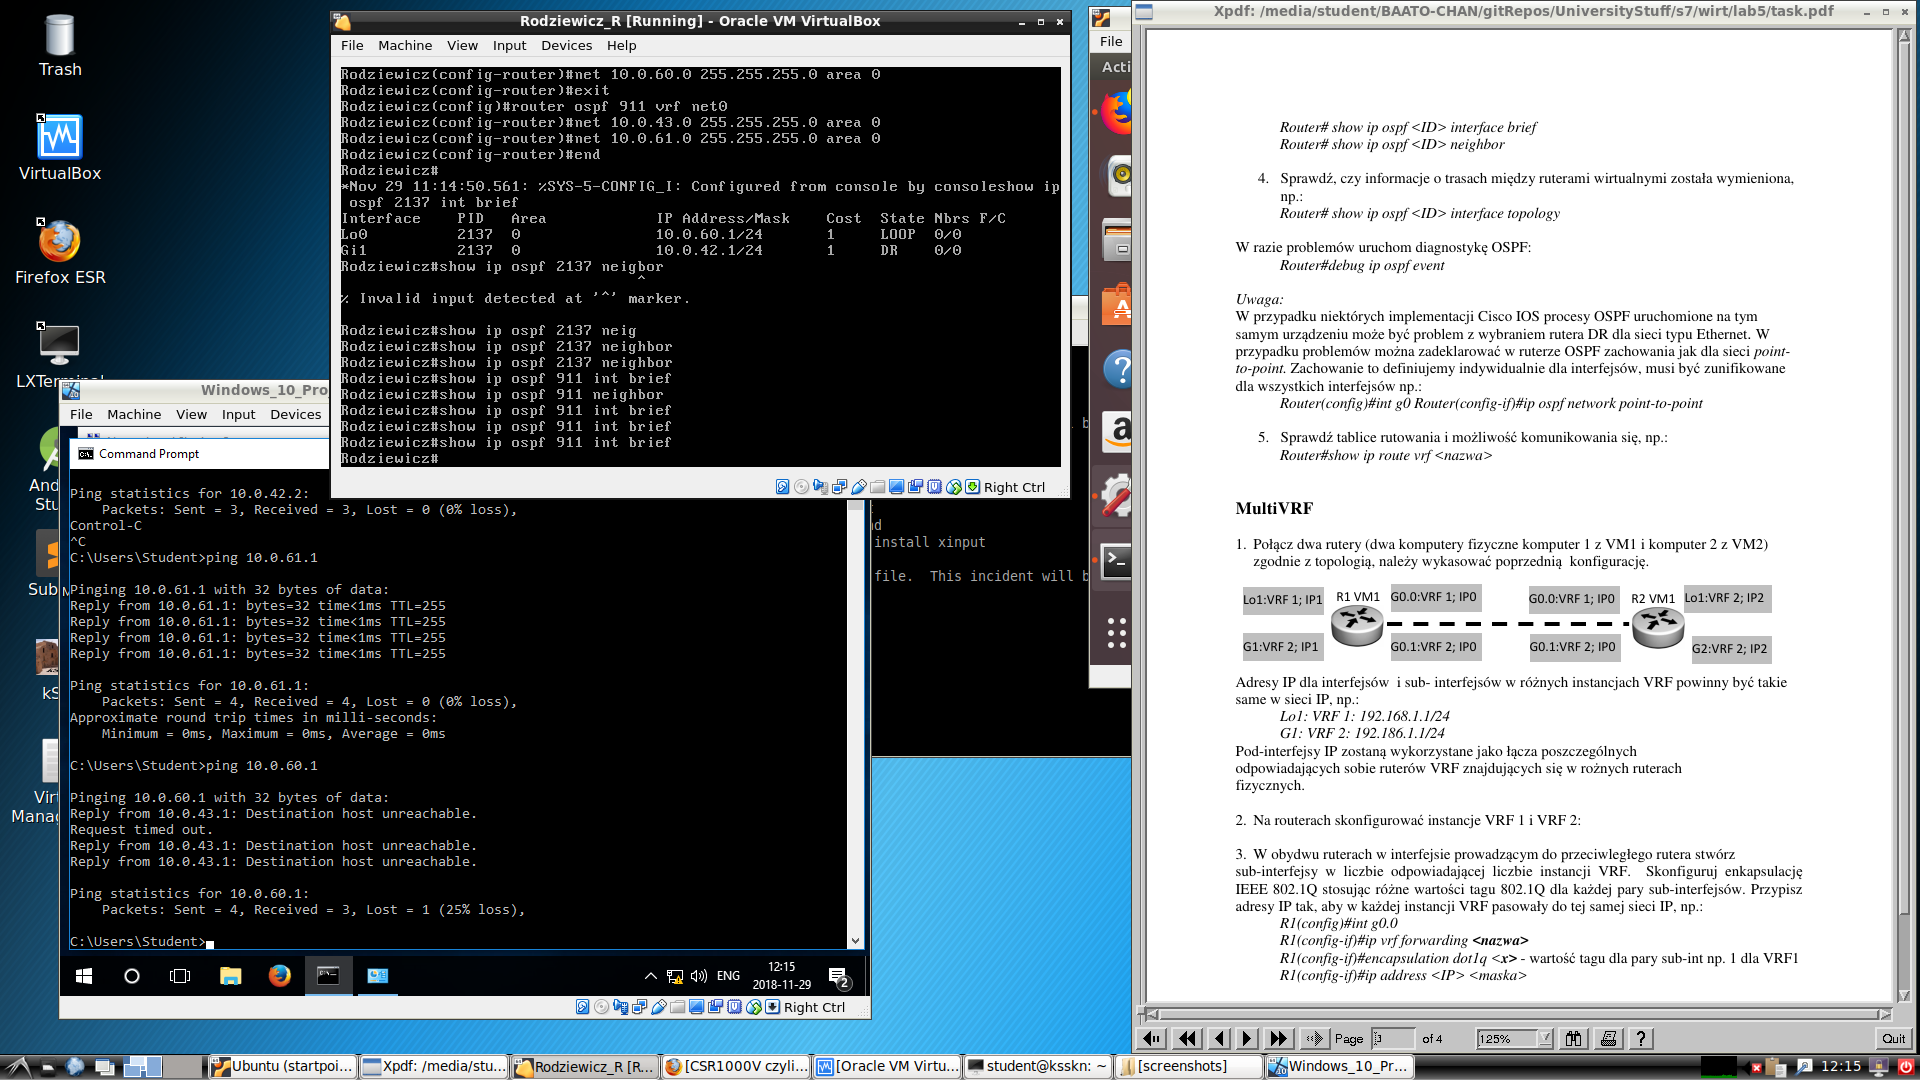 Trash
VirtualBox
Firefox ESR
LXTerminal
Rodziewicz_R [Running] - Oracle VM VirtualBox
File Machine View Input Devices Help
Rodziewicz(config-router)#net 10.0.60.0 255.255.255.0 area 0
Rodziewicz(config-router)#exit
Rodziewicz(config)#router ospf 911 vrf net0
Rodziewicz(config-router)#net 10.0.43.0 255.255.255.0 area 0
Rodziewicz(config-router)#net 10.0.61.0 255.255.255.0 area 0
Rodziewicz(config-router)#end
Rodziewicz#
*Nov 29 11:14:50.561: %SYS-5-CONFIG_I: Configured from console by consoleshow ip
ospf 2137 int brief
Interface PID Area IP Address/Mask Cost State Nbrs F/C
Lo0 2137 0 10.0.60.1/24 1 LOOP 0/0
Gi1 2137 0 10.0.42.1/24 1 DR 0/0
Rodziewicz#show ip ospf 2137 neigbor
^
% Invalid input detected at '^' marker.
Rodziewicz#show ip ospf 2137 neig
Rodziewicz#show ip ospf 2137 neighbor
Rodziewicz#show ip ospf 2137 neighbor
Rodziewicz#show ip ospf 911 int brief
Rodziewicz#show ip ospf 911 neighbor
Rodziewicz#show ip ospf 911 int brief
Rodziewicz#show ip ospf 911 int brief
Rodziewicz#show ip ospf 911 int brief
Rodziewicz#
Right Ctrl
Windows_10_Pro
File Machine View Input Devices
Command Prompt
Ping statistics for 10.0.42.2:
Packets: Sent = 3, Received = 3, Lost = 0 (0% loss),
Control-C
^C
C:\Users\Student>ping 10.0.61.1
Pinging 10.0.61.1 with 32 bytes of data:
Reply from 10.0.61.1: bytes=32 time<1ms TTL=255
Reply from 10.0.61.1: bytes=32 time<1ms TTL=255
Reply from 10.0.61.1: bytes=32 time<1ms TTL=255
Reply from 10.0.61.1: bytes=32 time<1ms TTL=255
Ping statistics for 10.0.61.1:
Packets: Sent = 4, Received = 4, Lost = 0 (0% loss),
Approximate round trip times in milli-seconds:
Minimum = 0ms, Maximum = 0ms, Average = 0ms
C:\Users\Student>ping 10.0.60.1
Pinging 10.0.60.1 with 32 bytes of data:
Reply from 10.0.43.1: Destination host unreachable.
Request timed out.
Reply from 10.0.43.1: Destination host unreachable.
Reply from 10.0.43.1: Destination host unreachable.
Ping statistics for 10.0.60.1:
Packets: Sent = 4, Received = 3, Lost = 1 (25% loss),
C:\Users\Student>
ENG
12:15
2018-11-29
2
Right Ctrl
File
Acti
nd
install xinput
file. This incident will b
Xpdf: /media/student/BAATO-CHAN/gitRepos/UniversityStuff/s7/wirt/lab5/task.pdf
Router# show ip ospf <ID> interface brief
Router# show ip ospf <ID> neighbor
4. Sprawdź, czy informacje o trasach między ruterami wirtualnymi została wymieniona,
np.:
Router# show ip ospf <ID> interface topology
W razie problemów uruchom diagnostykę OSPF:
Router#debug ip ospf event
Uwaga:
W przypadku niektórych implementacji Cisco IOS procesy OSPF uruchomione na tym
samym urządzeniu może być problem z wybraniem rutera DR dla sieci typu Ethernet. W
przypadku problemów można zadeklarować w ruterze OSPF zachowania jak dla sieci point-
to-point. Zachowanie to definiujemy indywidualnie dla interfejsów, musi być zunifikowane
dla wszystkich interfejsów np.:
Router(config)#int g0 Router(config-if)#ip ospf network point-to-point
5. Sprawdź tablice rutowania i możliwość komunikowania się, np.:
Router#show ip route vrf <nazwa>
MultiVRF
1. Połącz dwa rutery (dwa komputery fizyczne komputer 1 z VM1 i komputer 2 z VM2)
zgodnie z topologią, należy wykasować poprzednią konfigurację.
Lo1:VRF 1; IP1 R1 VM1 G0.0:VRF 1; IP0 G0.0:VRF 1; IP0 R2 VM1 Lo1:VRF 2; IP2
G1:VRF 2; IP1 G0.1:VRF 2; IP0 G0.1:VRF 2; IP0 G2:VRF 2; IP2
Adresy IP dla interfejsów i sub- interfejsów w różnych instancjach VRF powinny być takie
same w sieci IP, np.:
Lo1: VRF 1: 192.168.1.1/24
G1: VRF 2: 192.186.1.1/24
Pod-interfejsy IP zostaną wykorzystane jako łącza poszczególnych
odpowiadających sobie ruterów VRF znajdujących się w rożnych ruterach
fizycznych.
2. Na routerach skonfigurować instancje VRF 1 i VRF 2:
3. W obydwu ruterach w interfejsie prowadzącym do przeciwległego rutera stwórz
sub-interfejsy w liczbie odpowiadającej liczbie instancji VRF. Skonfiguruj enkapsulację
IEEE 802.1Q stosując różne wartości tagu 802.1Q dla każdej pary sub-interfejsów. Przypisz
adresy IP tak, aby w każdej instancji VRF pasowały do tej samej sieci IP, np.:
R1(config)#int g0.0
R1(config-if)#ip vrf forwarding <nazwa>
R1(config-if)#encapsulation dot1q <x> - wartość tagu dla pary sub-int np. 1 dla VRF1
R1(config-if)#ip address <IP> <maska>
Page 3 of 4 125% Quit
Ubuntu (startpoi... Xpdf: /media/stu... Rodziewicz_R [R... [CSR1000V czyli... [Oracle VM Virtu... student@ksskn: ~ [screenshots] Windows_10_Pr... 12:15